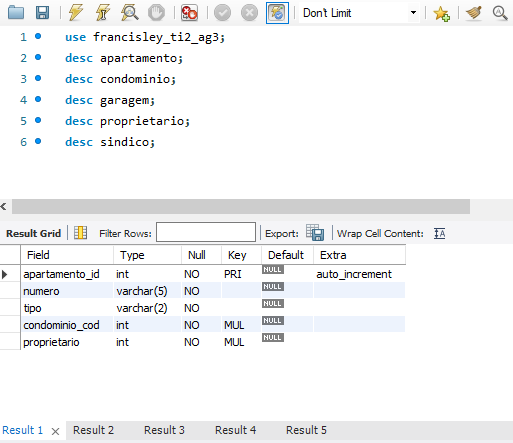 Don't Limit
1 use francisley_ti2_ag3;
2 desc apartamento;
3 desc condominio;
4 desc garagem;
5 desc proprietario;
6 desc sindico;
Result Grid Filter Rows: Export: Wrap Cell Content:
Field Type Null Key Default Extra
apartamento_id int NO PRI NULL auto_increment
numero varchar(5) NO NULL
tipo varchar(2) NO NULL
condominio_cod int NO MUL NULL
proprietario int NO MUL NULL
Result 1 Result 2 Result 3 Result 4 Result 5